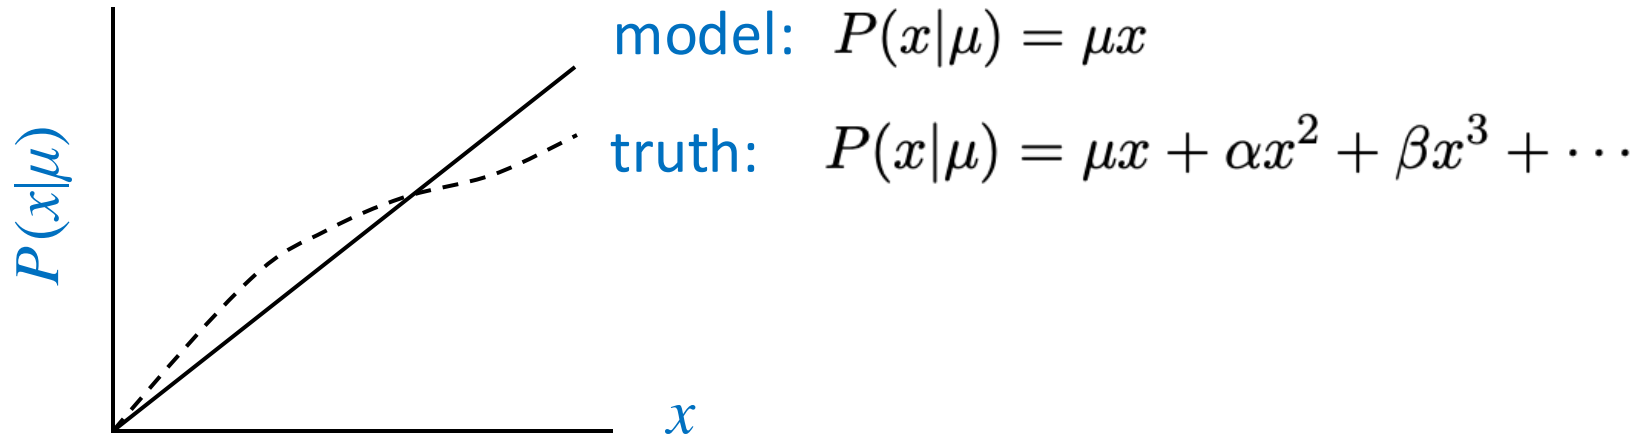 model: P(x|μ) = μx
truth: P(x|μ) = μx + αx² + βx³ + ···
P(x|μ)
x